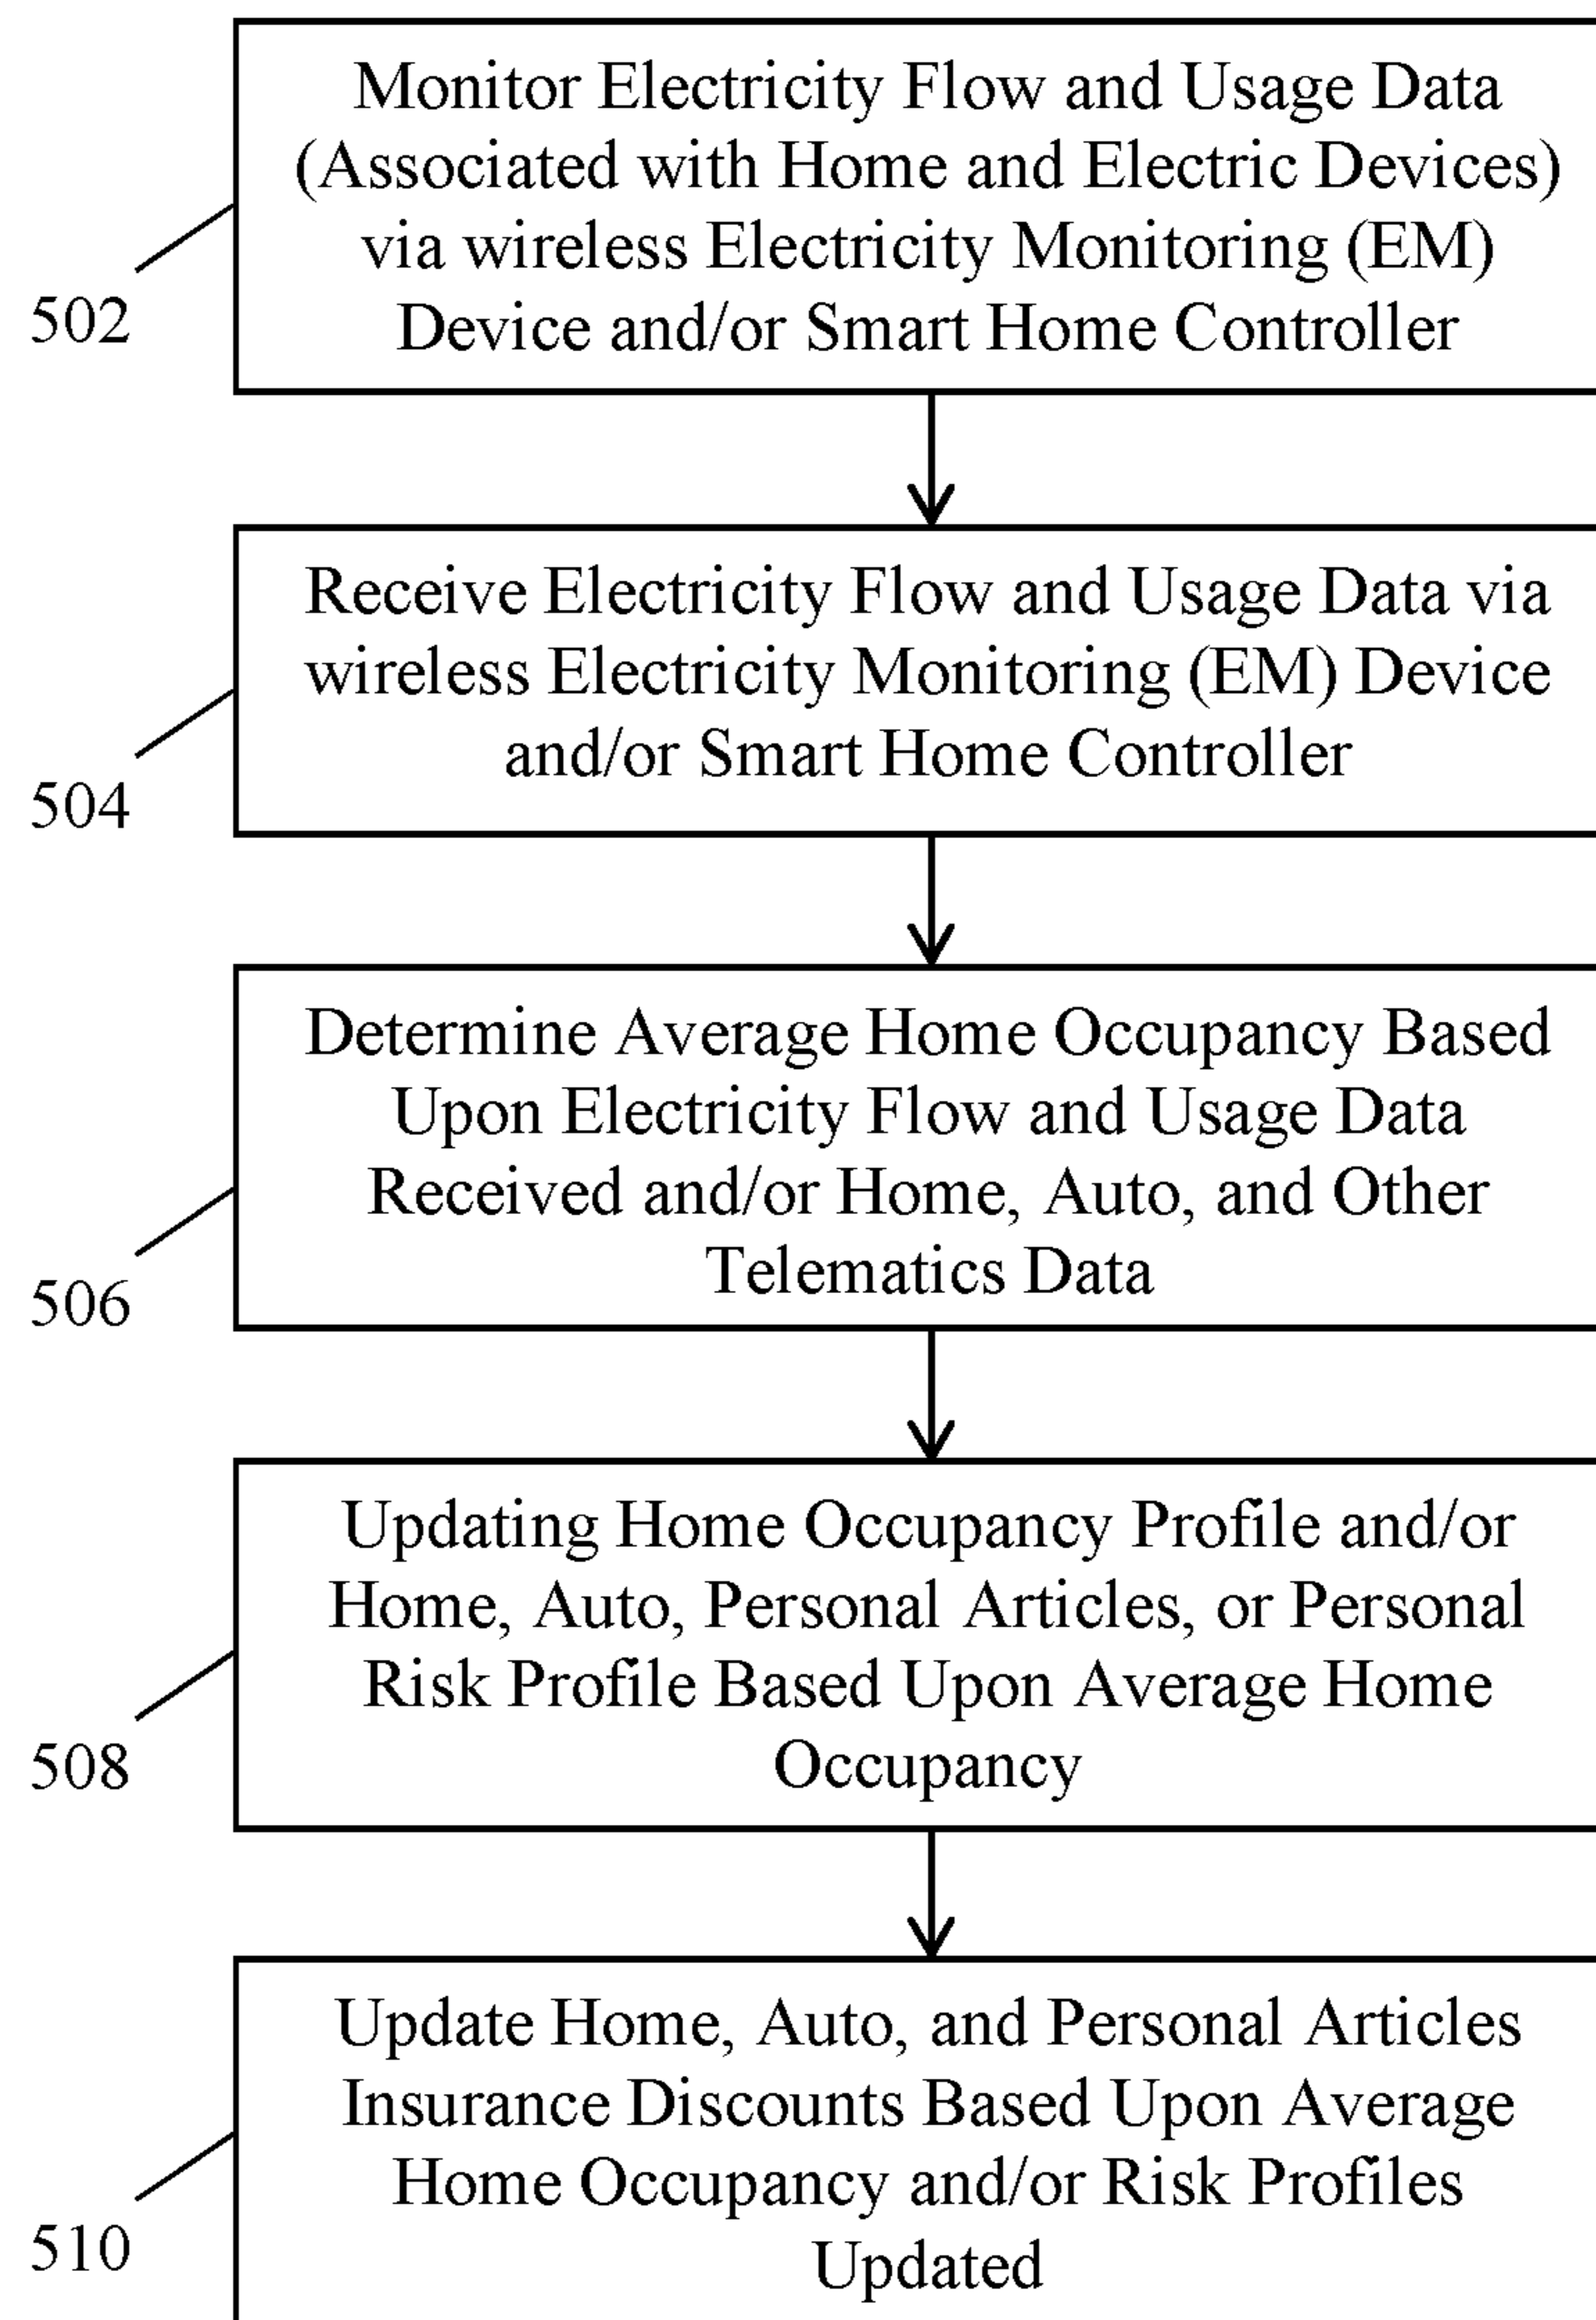 Monitor Electricity Flow and Usage Data
(Associated with Home and Electric Devices)
via wireless Electricity Monitoring (EM)
Device and/or Smart Home Controller
502
Receive Electricity Flow and Usage Data via
wireless Electricity Monitoring (EM) Device
and/or Smart Home Controller
504
Determine Average Home Occupancy Based
Upon Electricity Flow and Usage Data
Received and/or Home, Auto, and Other
Telematics Data
506
Updating Home Occupancy Profile and/or
Home, Auto, Personal Articles, or Personal
Risk Profile Based Upon Average Home
Occupancy
508
Update Home, Auto, and Personal Articles
Insurance Discounts Based Upon Average
Home Occupancy and/or Risk Profiles
Updated
510